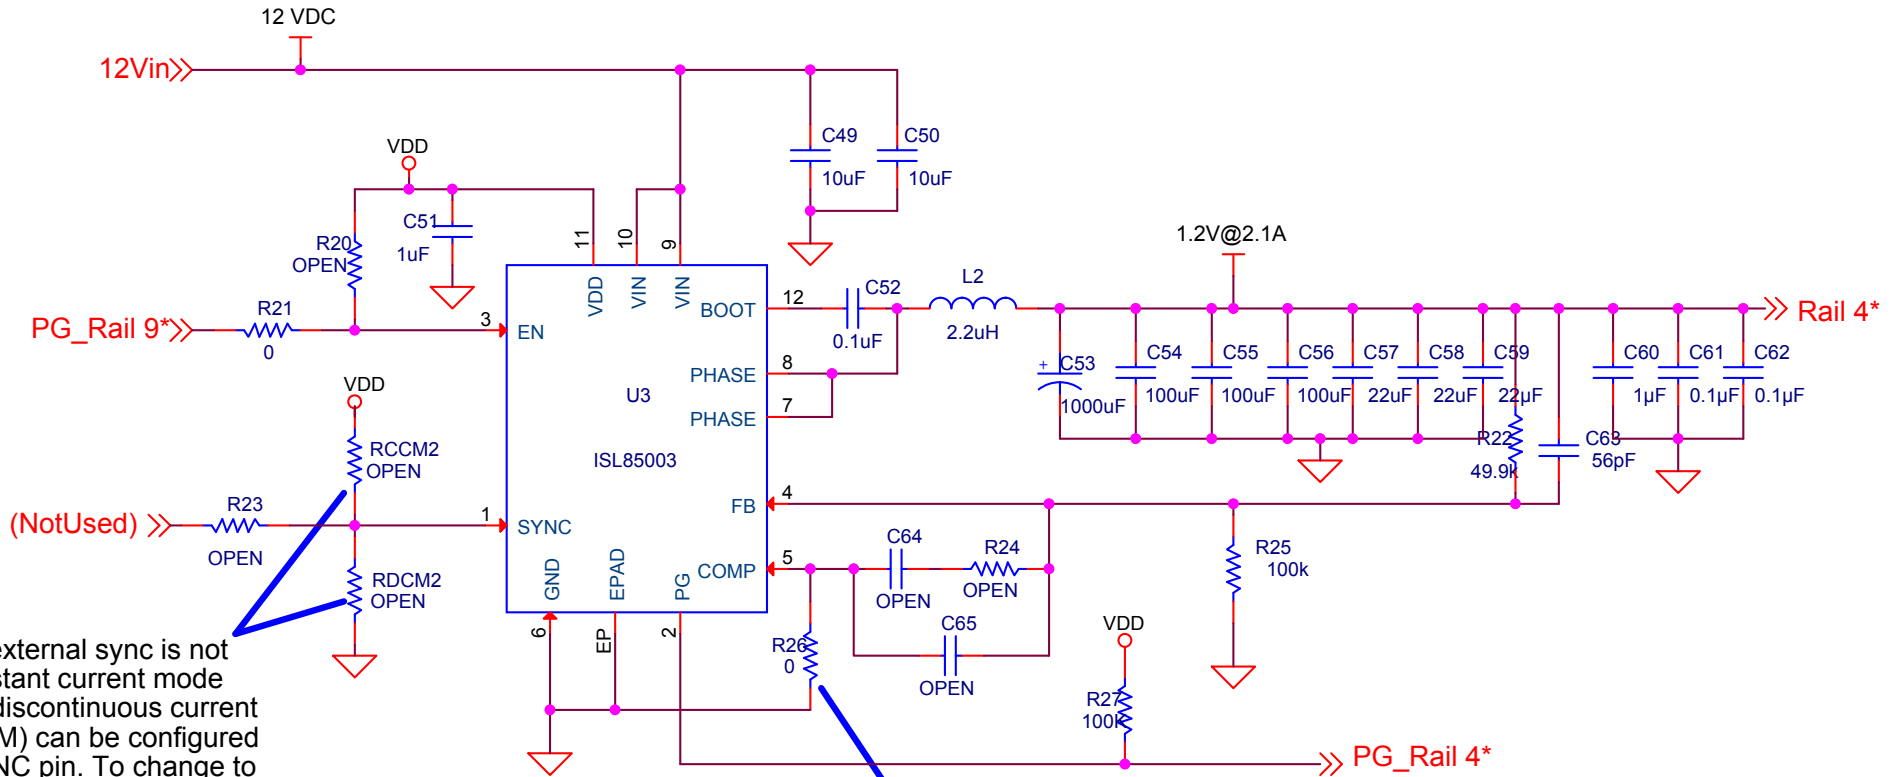 12 VDC
12Vin
VDD
C49
10uF
C50
10uF
C51
1uF
R20
OPEN
11
10
9
1.2V@2.1A
R21
0
PG_Rail 9*
3
EN
VDD
VIN
VIN
BOOT
12
C52
0.1uF
L2
2.2uH
Rail 4*
PHASE
8
PHASE
7
U3
ISL85003
+
C53
1000uF
C54
100uF
C55
100uF
C56
100uF
C57
22uF
C58
22uF
C59
22µF
C60
1µF
C61
0.1µF
C62
0.1µF
R22
49.9k
C63
56pF
VDD
RCCM2
OPEN
R23
OPEN
(NotUsed)
1
SYNC
FB
4
RDCM2
OPEN
GND
EPAD
PG
COMP
5
C64
OPEN
R24
OPEN
R25
100k
6
EP
2
R26
0
C65
OPEN
VDD
R27
100K
PG_Rail 4*
external sync is not
stant current mode
discontinuous current
M) can be configured
NC pin. To change to